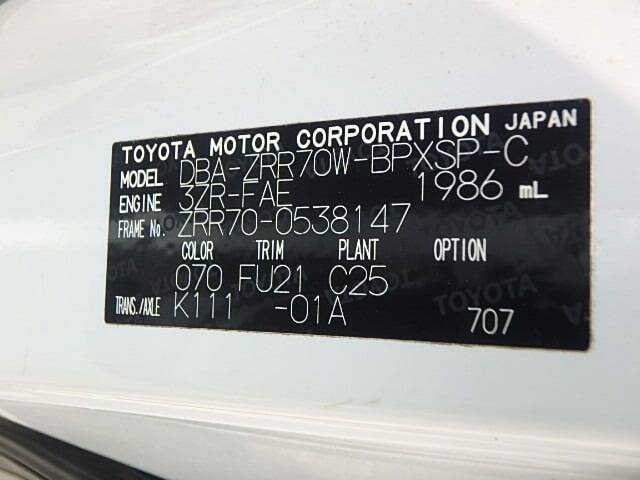 TOYOTA MOTOR CORPORATION JAPAN
MODEL DBA-ZRR70W-BPXSP-C
ENGINE 3ZR-FAE 1986 mL
FRAME No. ZRR70-0538147
COLOR TRIM PLANT OPTION
070 FU21 C25
TRANS./AXLE K111 -01A
707